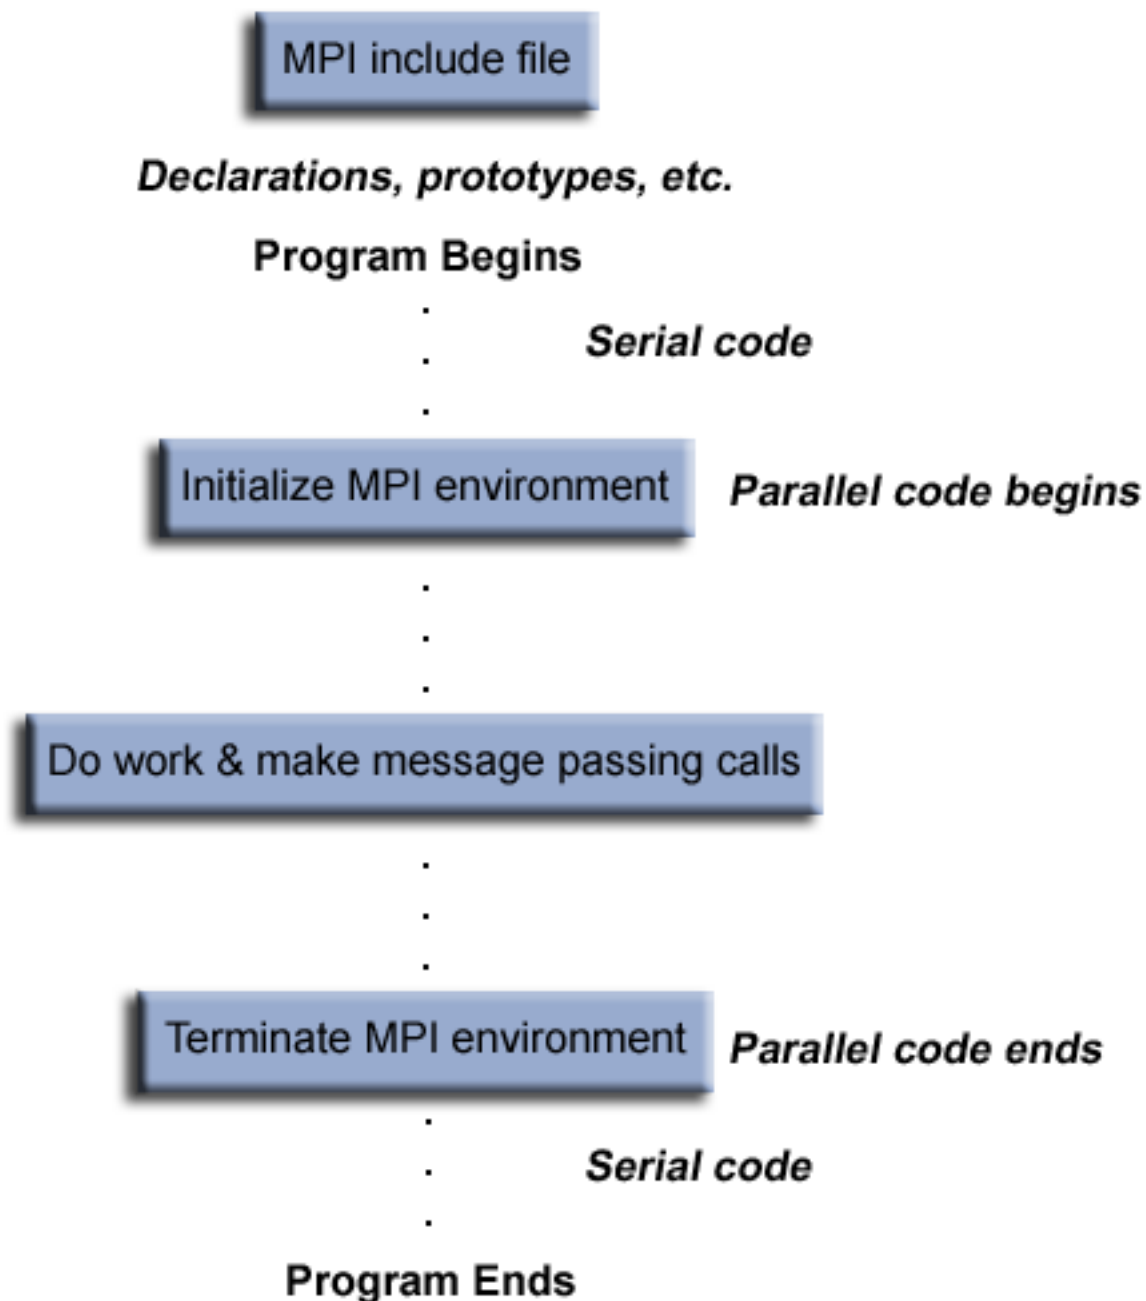 MPI include file
Declarations, prototypes, etc.
Program Begins
.
Serial code
.
.
Initialize MPI environment
Parallel code begins
.
.
.
Do work & make message passing calls
.
.
.
Terminate MPI environment
Parallel code ends
.
Serial code
.
.
Program Ends